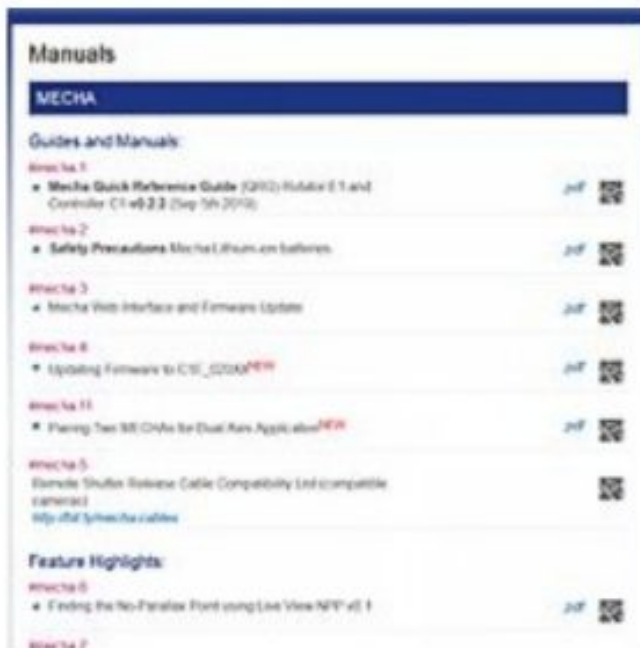 Manuals
MECHA
Guides and Manuals:
#mecha 1
Mecha Quick Reference Guide (QRG) Rotator E1 and
Controller C1 v0.2.2 (Sep 5th 2010)
pdf
#mecha 2
Safety Precautions Mecha Lithium-ion batteries
pdf
#mecha 3
Mecha Web Interface and Firmware Update
pdf
#mecha 4
Updating Firmware to NEW
pdf
#mecha 11
Pairing Two MECHAs for Dual Axis Application NEW
pdf
#mecha 5
Remote Shutter Release Cable Compatibility List (compatible
cameras)
Feature Highlights:
#mecha 6
Finding the No-Parallax Point using Live View NPP
pdf
#mecha 7